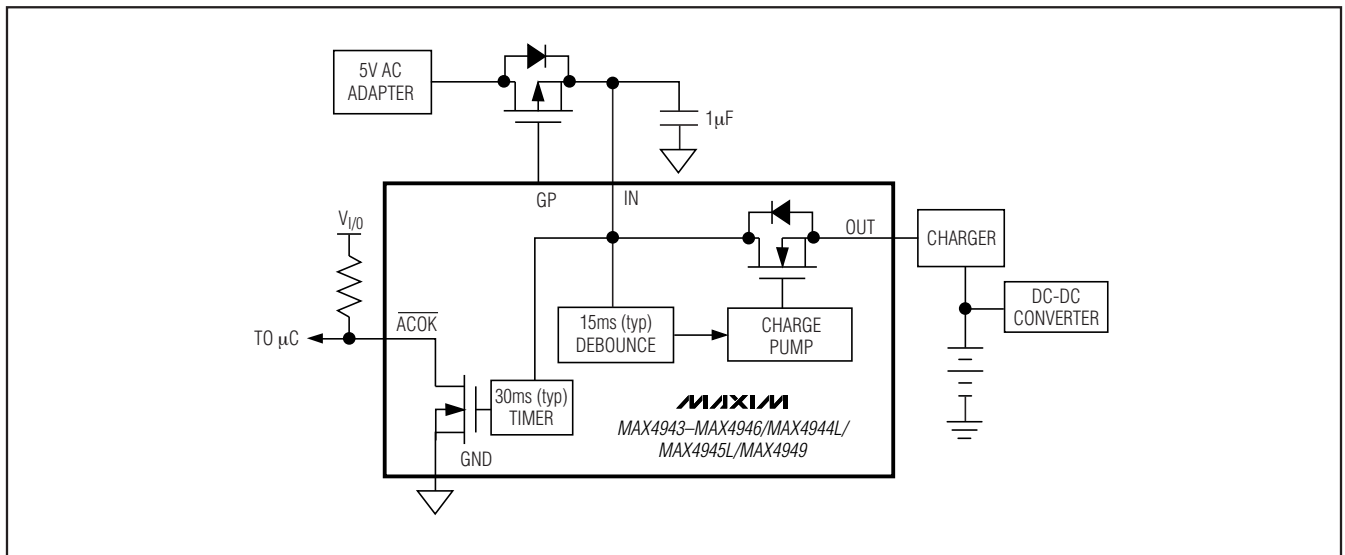 5V AC
ADAPTER
1μF
GP
IN
V_I/0
OUT
CHARGER
DC-DC
CONVERTER
ACOK
TO μC
15ms (typ)
DEBOUNCE
CHARGE
PUMP
30ms (typ)
TIMER
MAXIM
MAX4943–MAX4946/MAX4944L/
MAX4945L/MAX4949
GND